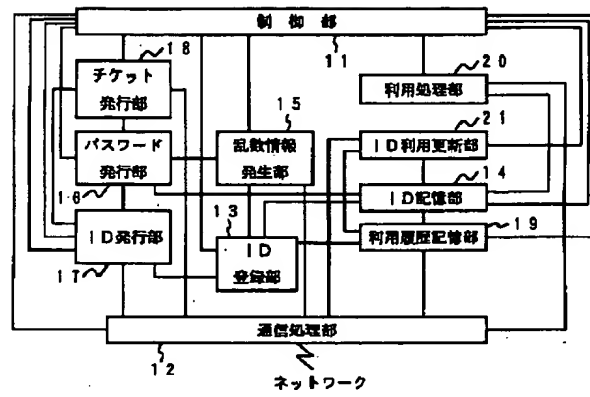 制 御 部
11
18
チケット
発行部
20
利用処理部
15
21
パスワード
発行部
乱数情報
発生部
ID利用更新部
14
16
ID記憶部
13
19
ID発行部
ID
登録部
利用履歴記憶部
17
通信処理部
12
ネットワーク